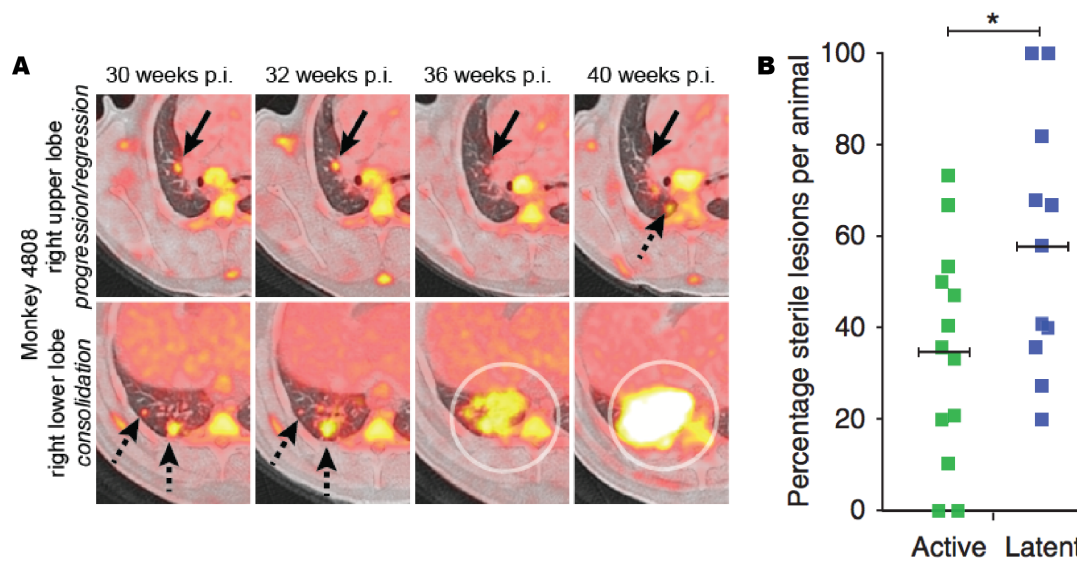 A
30 weeks p.i.
32 weeks p.i.
36 weeks p.i.
40 weeks p.i.
Monkey 4808
right upper lobe
progression/regression
right lower lobe
consolidation
B
*
Percentage sterile lesions per animal
100
80
60
40
20
0
Active
Latent